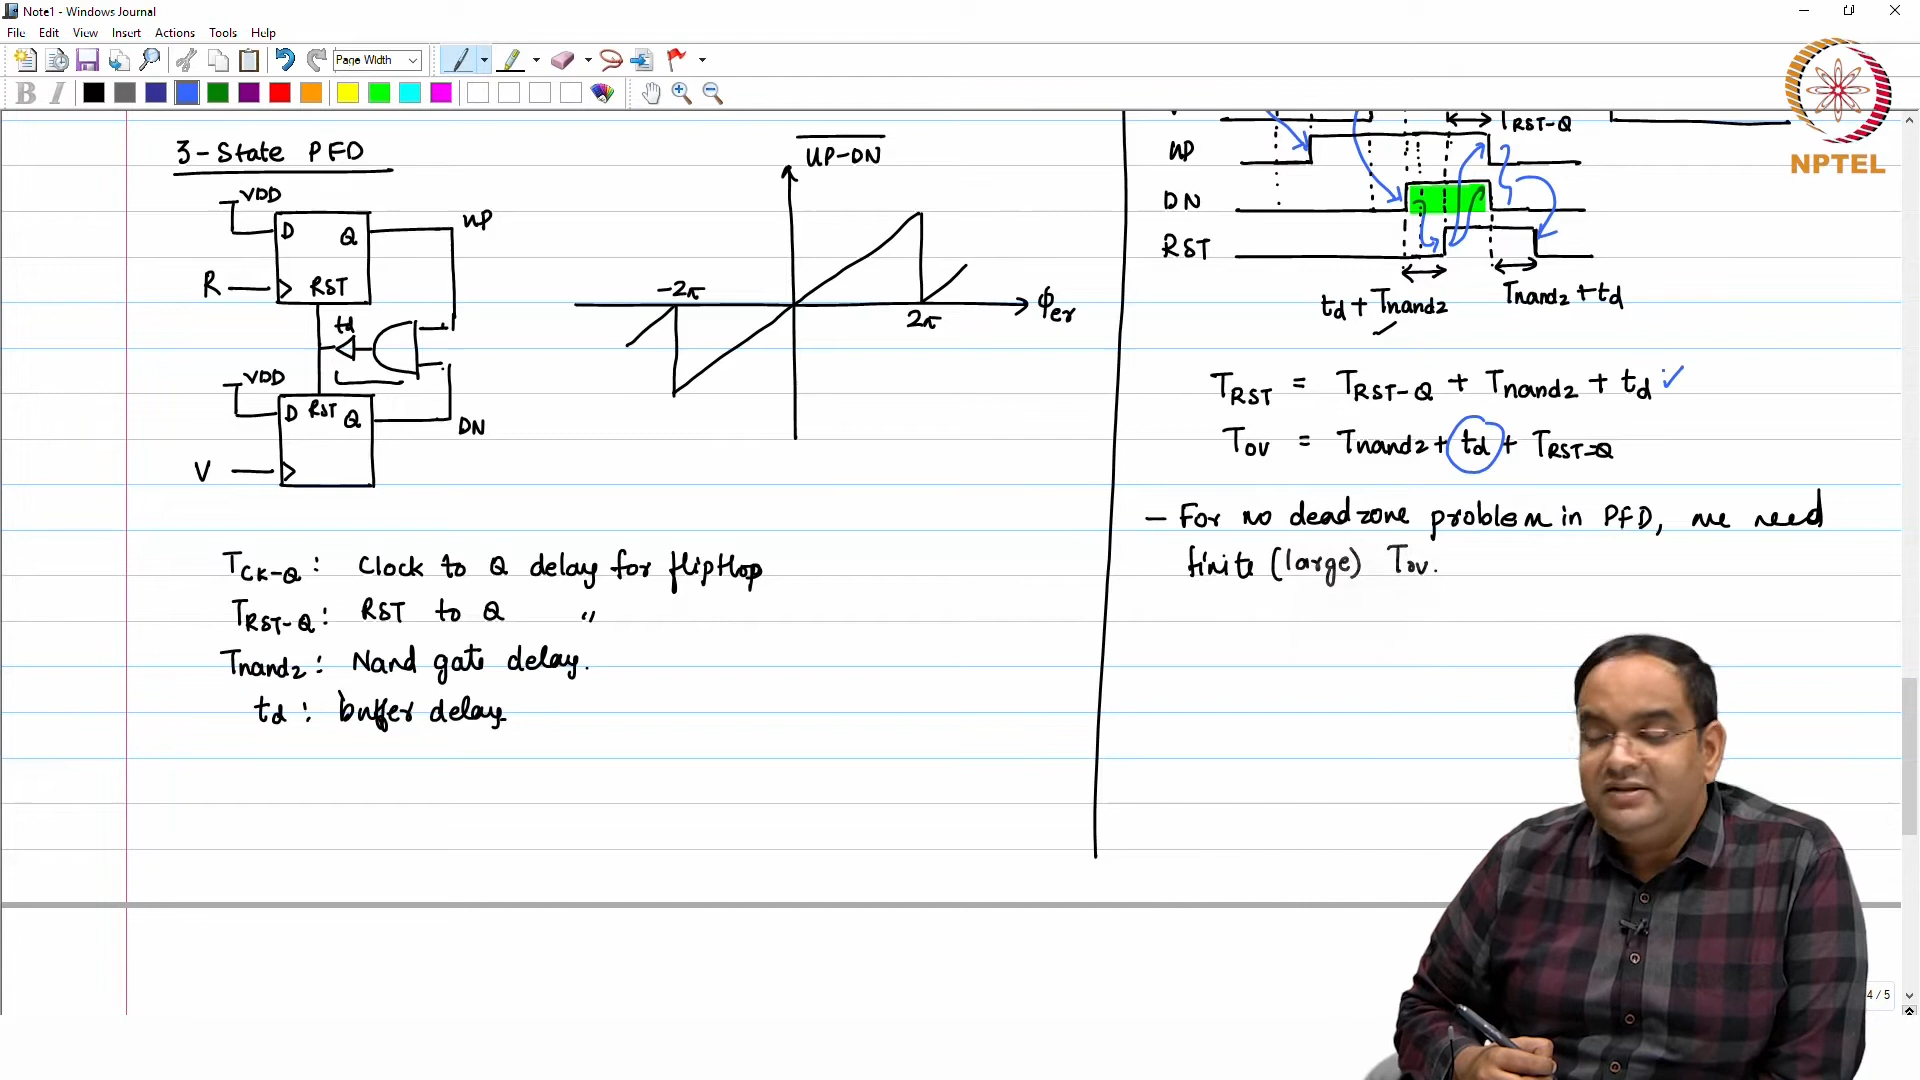 Note1 - Windows Journal
File Edit View Insert Actions Tools Help
Page Width
B I
NPTEL
3-State PFD
VDD
D Q
UP
R
RST
td
VDD
D RST Q
DN
V
UP-DN
-2π
2π
ϕer
TCK-Q : Clock to Q delay for flipflop
TRST-Q : RST to Q "
Tnand2 : Nand gate delay.
td : buffer delay
TRST-Q
UP
DN
RST
td + Tnand2
Tnand2 + td
TRST = TRST-Q + Tnand2 + td ✓
TOV = Tnand2 + td + TRST-Q
- For no deadzone problem in PFD, we need
finite (large) Tov.
4 / 5